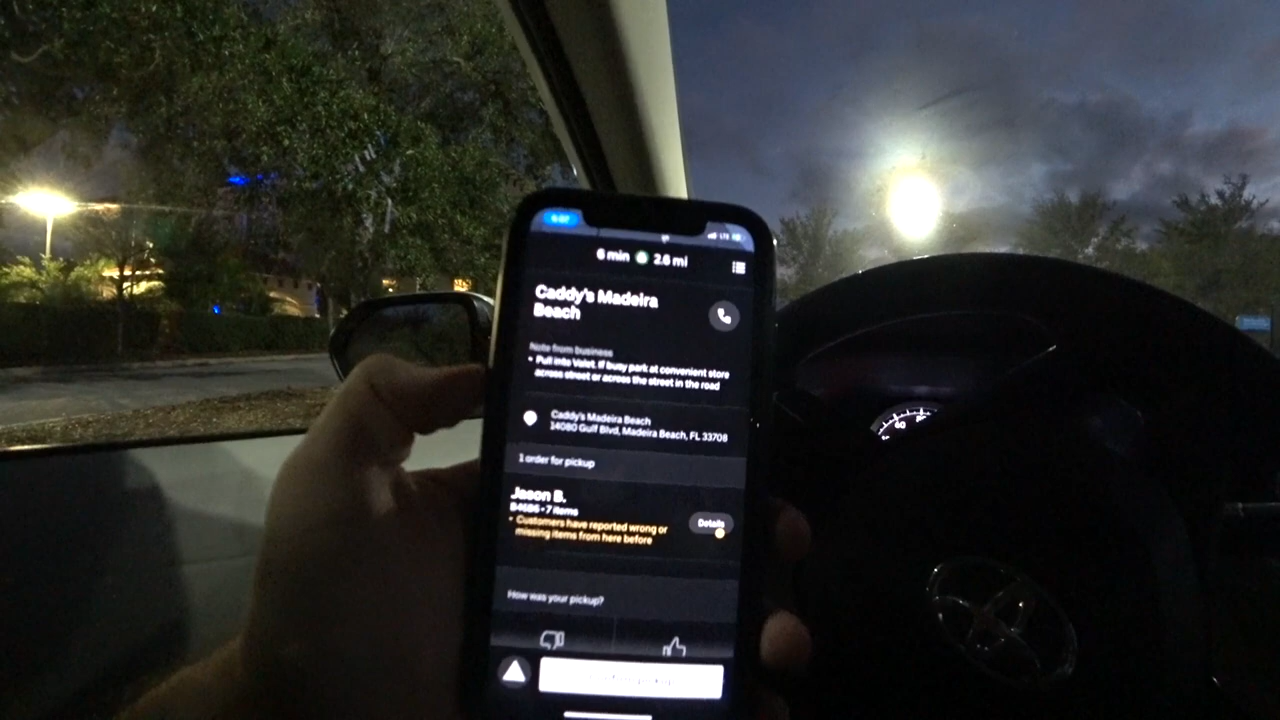 6 min 2.6 mi
Caddy's Madeira
Beach
Note from business
• Pull into Valet. If busy park at convenient store
across street or across the street in the road
Caddy's Madeira Beach
14080 Gulf Blvd, Madeira Beach, FL 33708
1 order for pickup
Jason B.
B46B6 • 7 items
Details
• Customers have reported wrong or
missing items from here before
How was your pickup?
LTE
60